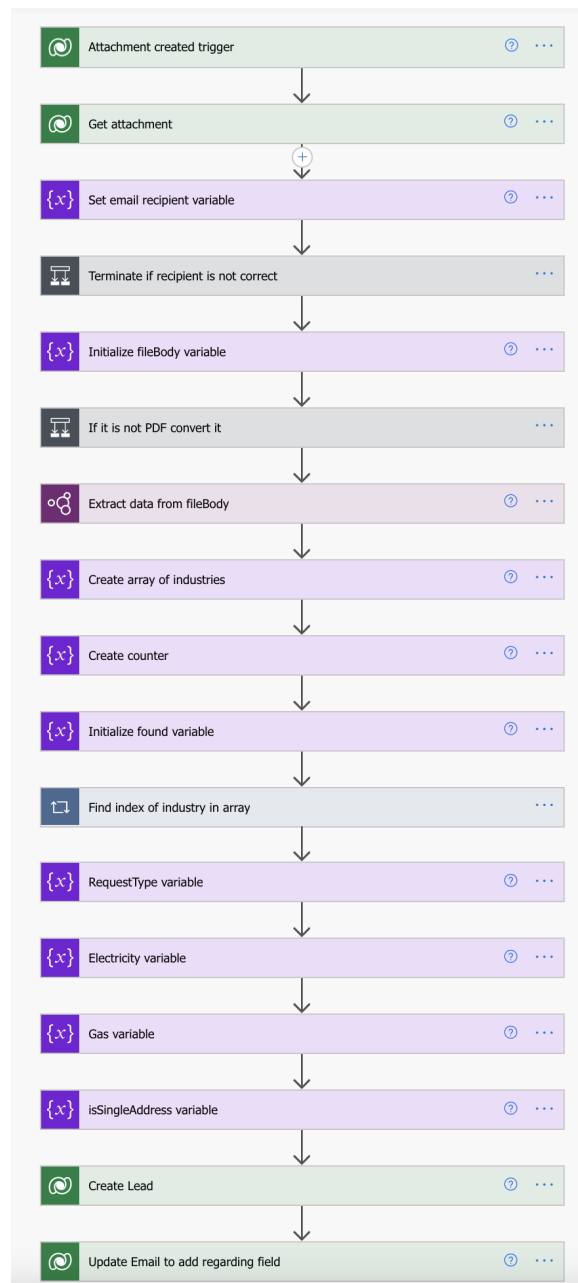 Attachment created trigger
Get attachment
{x} Set email recipient variable
Terminate if recipient is not correct
{x} Initialize fileBody variable
If it is not PDF convert it
Extract data from fileBody
{x} Create array of industries
{x} Create counter
{x} Initialize found variable
Find index of industry in array
{x} RequestType variable
{x} Electricity variable
{x} Gas variable
{x} isSingleAddress variable
Create Lead
Update Email to add regarding field